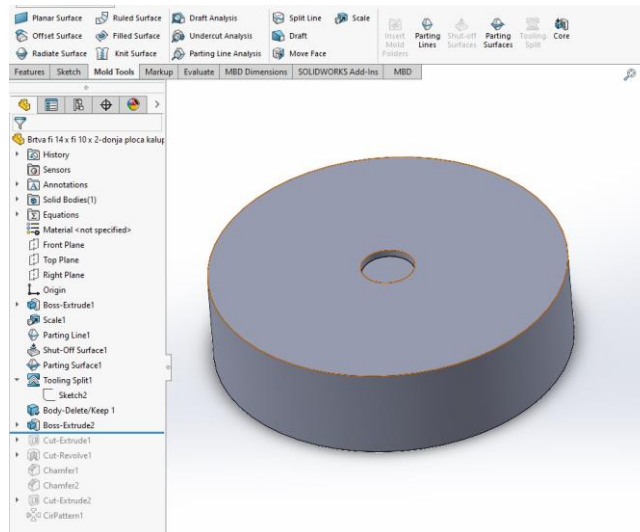 Planar Surface Ruled Surface Draft Analysis Split Line Scale
Offset Surface Filled Surface Undercut Analysis Draft
Radiate Surface Knit Surface Parting Line Analysis Move Face
Insert Mold Folders
Parting Lines
Shut-off Surfaces
Parting Surfaces
Tooling Split
Core
Features Sketch Mold Tools Markup Evaluate MBD Dimensions SOLIDWORKS Add-Ins MBD
Brtva fi 14 x fi 10 x 2-donja ploca kalup
History
Sensors
Annotations
Solid Bodies(1)
Equations
Material <not specified>
Front Plane
Top Plane
Right Plane
Origin
Boss-Extrude1
Scale1
Parting Line1
Shut-Off Surface1
Parting Surface1
Tooling Split1
Sketch2
Body-Delete/Keep 1
Boss-Extrude2
Cut-Extrude1
Cut-Revolve1
Chamfer1
Chamfer2
Cut-Extrude2
CirPattern1